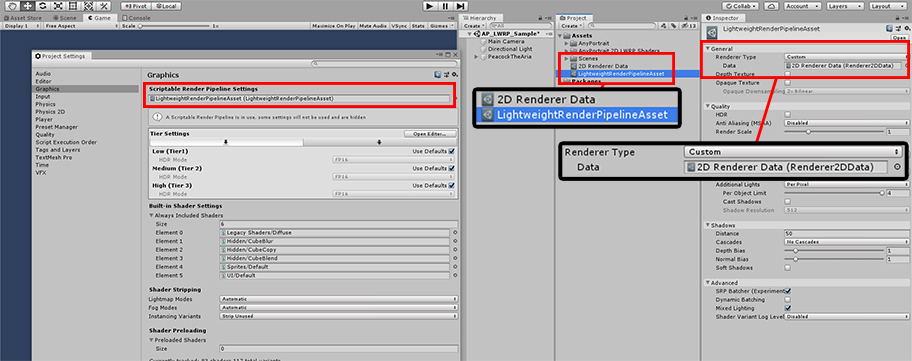 Pivot
Local
Collab
Account
Layers
Layout
Asset Store
Scene
Game
Console
Display 1
Free Aspect
Maximize On Play
Mute Audio
VSync
Stats
Gizmos
Project Settings
Audio
Editor
Graphics
Input
Physics
Physics 2D
Player
Preset Manager
Quality
Script Execution Order
Tags and Layers
TextMesh Pro
Time
VFX
Graphics
Scriptable Render Pipeline Settings
LightweightRenderPipelineAsset (LightweightRenderPipelineAsset)
A Scriptable Render Pipeline is in use, some settings will not be used and are hidden
Tier Settings
Open Editor...
Low (Tier1)
Use Defaults
HDR Mode
FP16
Medium (Tier 2)
Use Defaults
HDR Mode
FP16
High (Tier 3)
Use Defaults
HDR Mode
FP16
Built-in Shader Settings
Always Included Shaders
Size
6
Element 0
Legacy Shaders/Diffuse
Element 1
Hidden/CubeBlur
Element 2
Hidden/CubeCopy
Element 3
Hidden/CubeBlend
Element 4
Sprites/Default
Element 5
UI/Default
Shader Stripping
Lightmap Modes
Automatic
Fog Modes
Automatic
Instancing Variants
Strip Unused
Shader Preloading
Preloaded Shaders
Size
0
Hierarchy
Create
All
AP_LWRP_Sample*
Main Camera
Directional Light
PeacockTheAria
Project
Create
13
Assets
AnyPortrait
AnyPortrait 2D LWRP Shaders
Scenes
2D Renderer Data
LightweightRenderPipelineAsset
Packages
2D Renderer Data
LightweightRenderPipelineAsset
Renderer Type
Custom
Data
2D Renderer Data (Renderer2DData)
Inspector
LightweightRenderPipelineAsset
Open
General
Renderer Type
Custom
Data
2D Renderer Data (Renderer2DData)
Depth Texture
Opaque Texture
Opaque Downsampling
2x Bilinear
Quality
HDR
Anti Aliasing (MSAA)
Disabled
Render Scale
1
Additional Lights
Per Pixel
Per Object Limit
4
Cast Shadows
Shadow Resolution
512
Shadows
Distance
50
Cascades
No Cascades
Depth Bias
1
Normal Bias
1
Soft Shadows
Advanced
SRP Batcher (Experiment
Dynamic Batching
Mixed Lighting
Shader Variant Log Level
Disabled